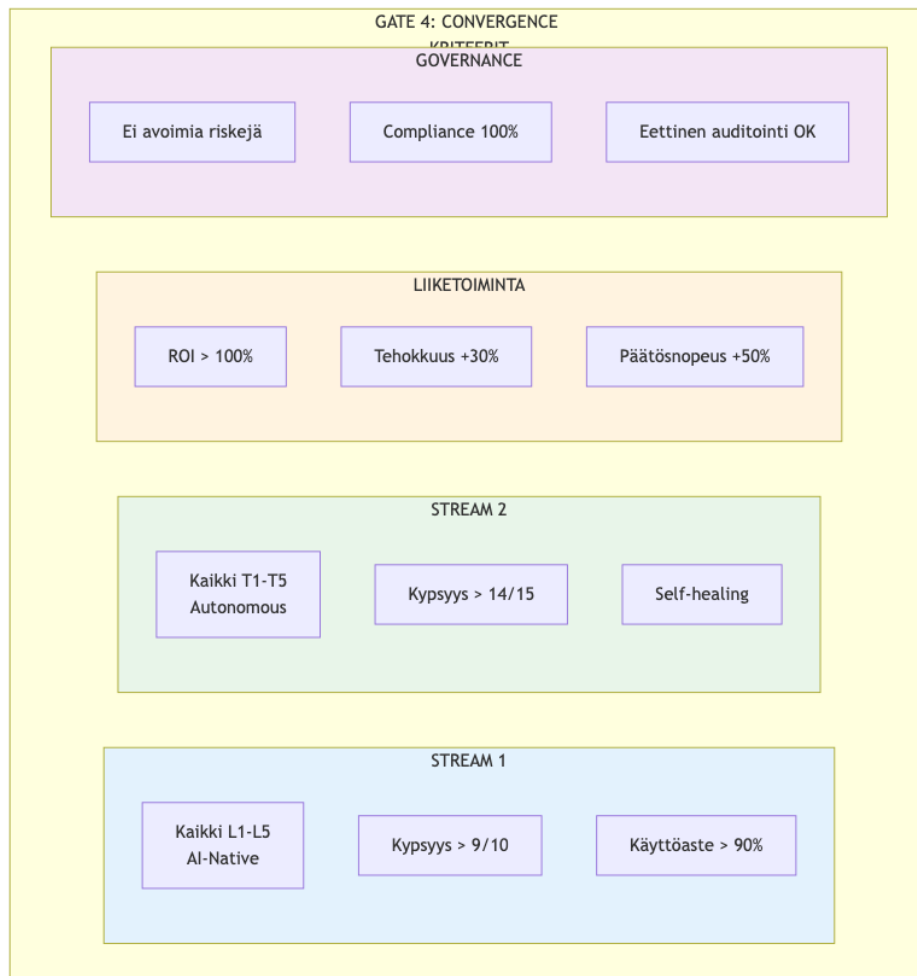 GATE 4: CONVERGENCE
KRITEERIT
GOVERNANCE
Ei avoimia riskejä
Compliance 100%
Eettinen auditointi OK
LIIKETOIMINTA
ROI > 100%
Tehokkuus +30%
Päätösnopeus +50%
STREAM 2
Kaikki T1-T5
Autonomous
Kypsyys > 14/15
Self-healing
STREAM 1
Kaikki L1-L5
AI-Native
Kypsyys > 9/10
Käyttöaste > 90%